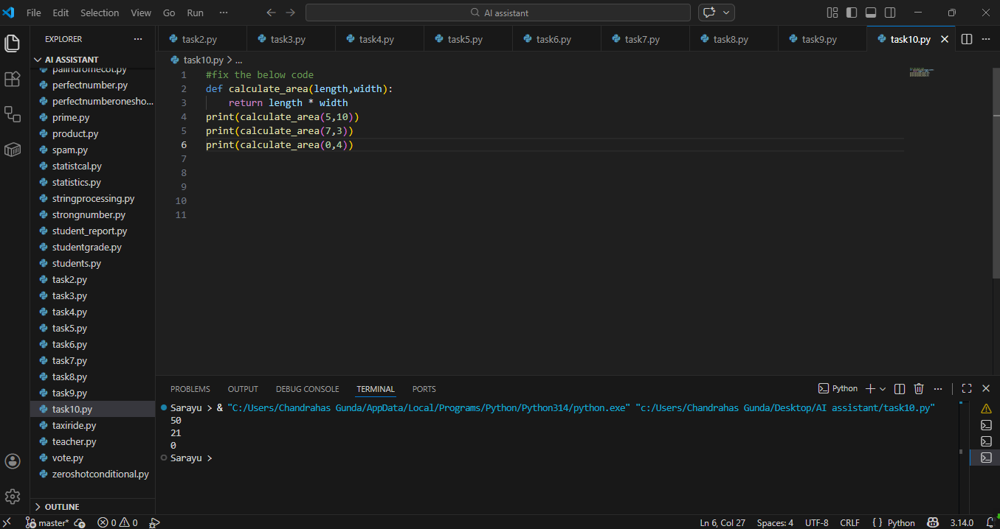 File Edit Selection View Go Run ···
AI assistant
EXPLORER ···
AI ASSISTANT
palindromecot.py
perfectnumber.py
perfectnumberonesho...
prime.py
product.py
spam.py
statistcal.py
statistics.py
stringprocessing.py
strongnumber.py
student_report.py
studentgrade.py
students.py
task2.py
task3.py
task4.py
task5.py
task6.py
task7.py
task8.py
task9.py
task10.py
taxiride.py
teacher.py
vote.py
zeroshotconditional.py
OUTLINE
task2.py task3.py task4.py task5.py task6.py task7.py task8.py task9.py task10.py
task10.py > ...
1 #fix the below code
2 def calculate_area(length,width):
3 return length * width
4 print(calculate_area(5,10))
5 print(calculate_area(7,3))
6 print(calculate_area(0,4))
7
8
9
10
11
PROBLEMS OUTPUT DEBUG CONSOLE TERMINAL PORTS
Python
Sarayu > & "C:/Users/Chandrahas Gunda/AppData/Local/Programs/Python/Python314/python.exe" "c:/Users/Chandrahas Gunda/Desktop/AI assistant/task10.py"
50
21
0
Sarayu >
master* 0 0 Ln 6, Col 27 Spaces: 4 UTF-8 CRLF { } Python 3.14.0